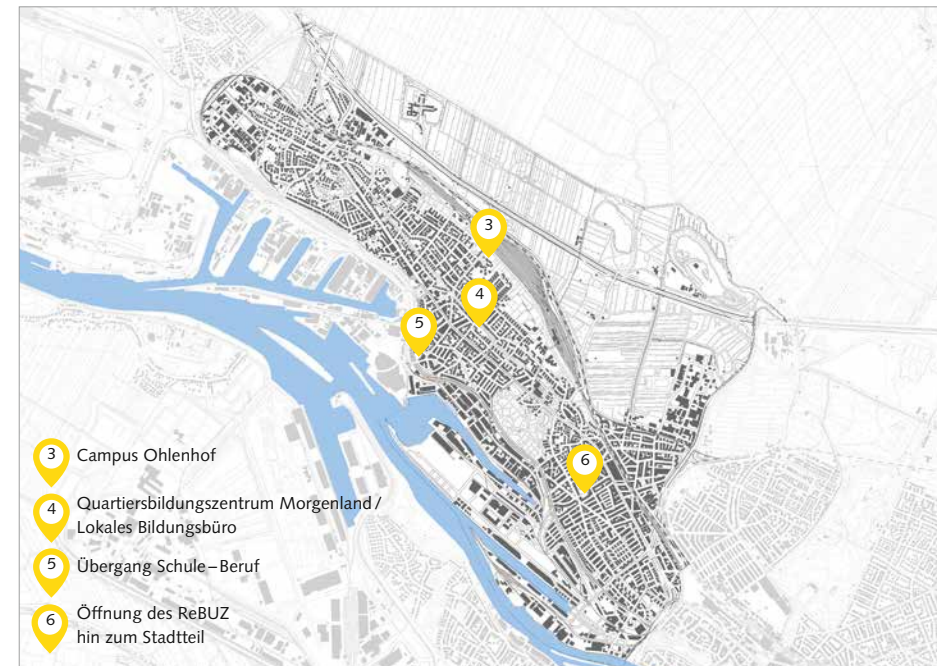 3
4
5
6
3 Campus Ohlenhof
4 Quartiersbildungszentrum Morgenland /
Lokales Bildungsbüro
5 Übergang Schule – Beruf
6 Öffnung des ReBUZ
hin zum Stadtteil